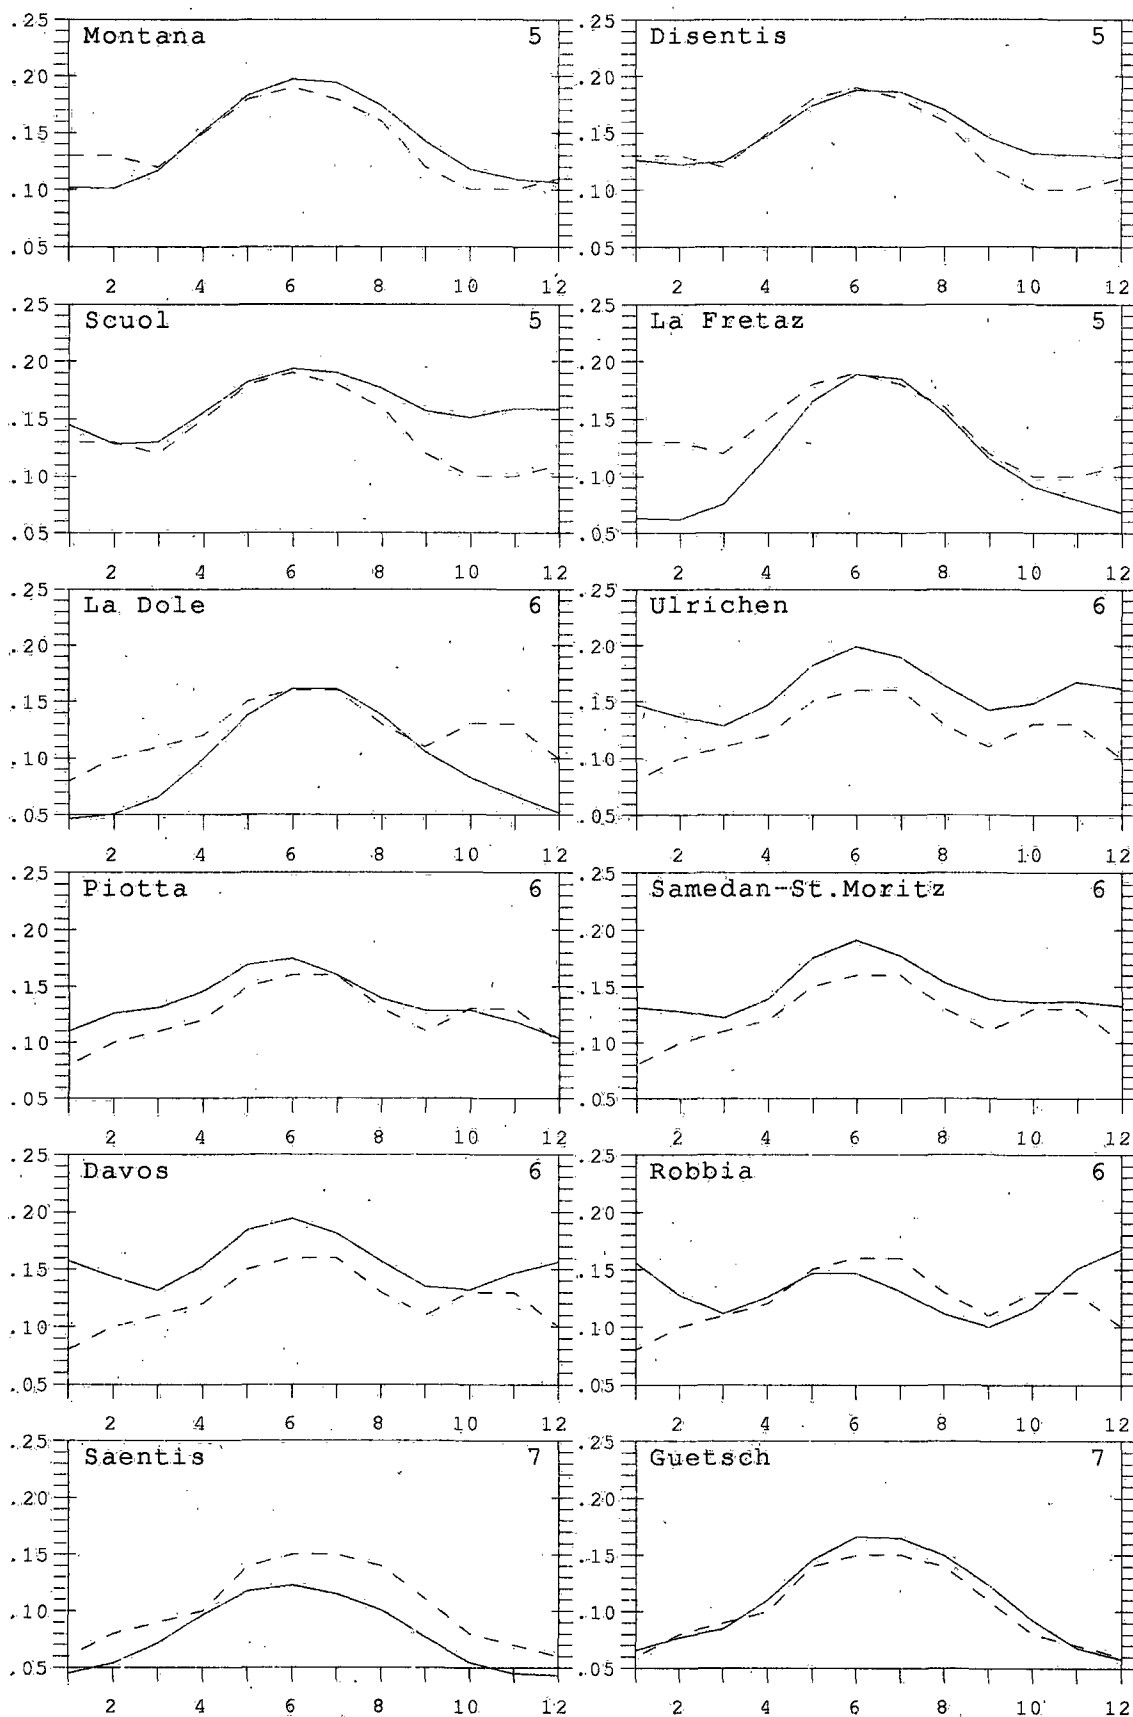 .25 Montana 5 .25 Disentis 5
.20 .20
.15 .15
.10 .10
.05 .05
2 4 6 8 10 12 2 4 6 8 10 12
.25 Scuol 5 .25 La Fretaz 5
.20 .20
.15 .15
.10 .10
.05 .05
2 4 6 8 10 12 2 4 6 8 10 12
.25 La Dole 6 .25 Ulrichen 6
.20 .20
.15 .15
.10 .10
.05 .05
2 4 6 8 10 12 2 4 6 8 10 12
.25 Piotta 6 .25 Samedan-St.Moritz 6
.20 .20
.15 .15
.10 .10
.05 .05
2 4 6 8 10 12 2 4 6 8 10 12
.25 Davos 6 .25 Robbia 6
.20 .20
.15 .15
.10 .10
.05 .05
2 4 6 8 10 12 2 4 6 8 10 12
.25 Saentis 7 .25 Guetsch 7
.20 .20
.15 .15
.10 .10
.05 .05
2 4 6 8 10 12 2 4 6 8 10 12